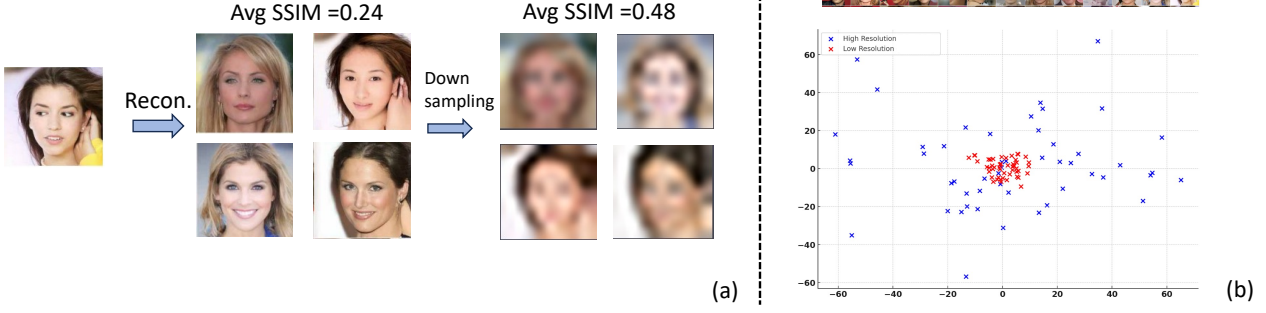 Avg SSIM =0.24
Avg SSIM =0.48
Recon.
Down
sampling
(a)
High Resolution
Low Resolution
60
40
20
0
−20
−40
−60
−60
−40
−20
0
20
40
60
(b)